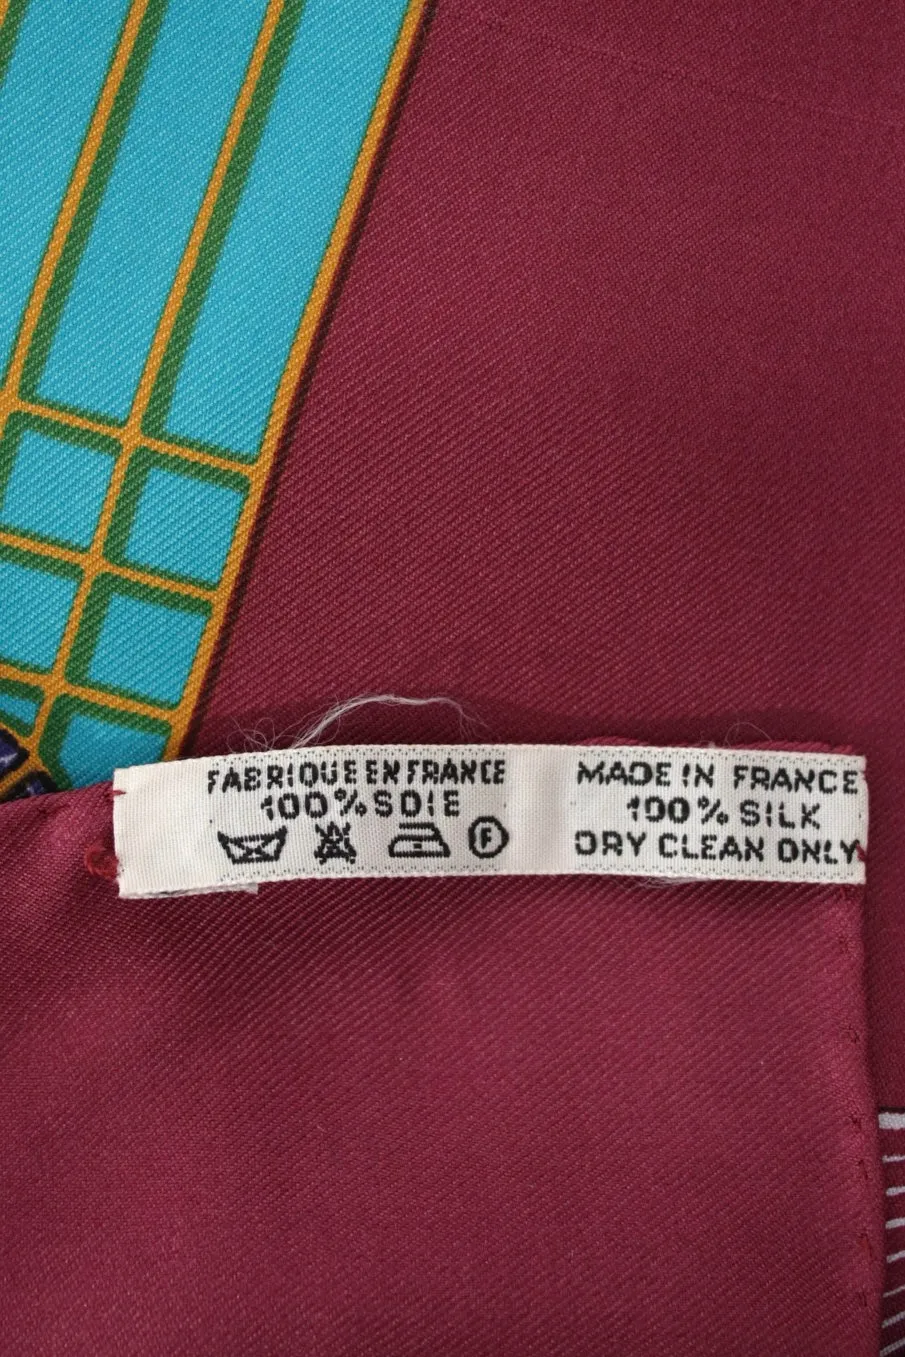 FABRIQUE EN FRANCE
100% SOIE
F
MADE IN FRANCE
100% SILK
DRY CLEAN ONLY